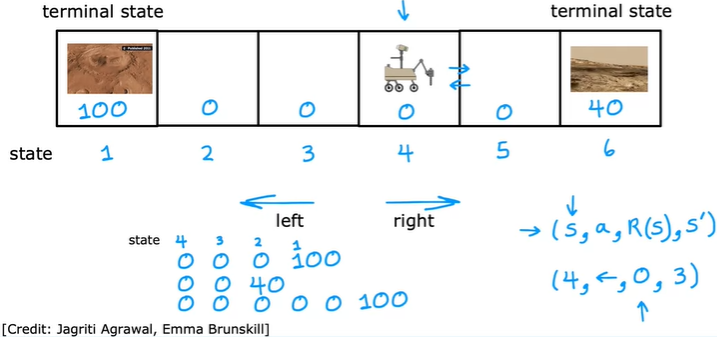 terminal state terminal state
↓
© Published 2021
→
←
100 0 0 0 0 40
state 1 2 3 4 5 6
← →
left right
↓
→ (s, a, R(s), s')
state 4 3 2 1
0 0 0 100
0 0 40
(4, ←, 0, 3)
0 0 0 0 0 100
↑
[Credit: Jagriti Agrawal, Emma Brunskill]